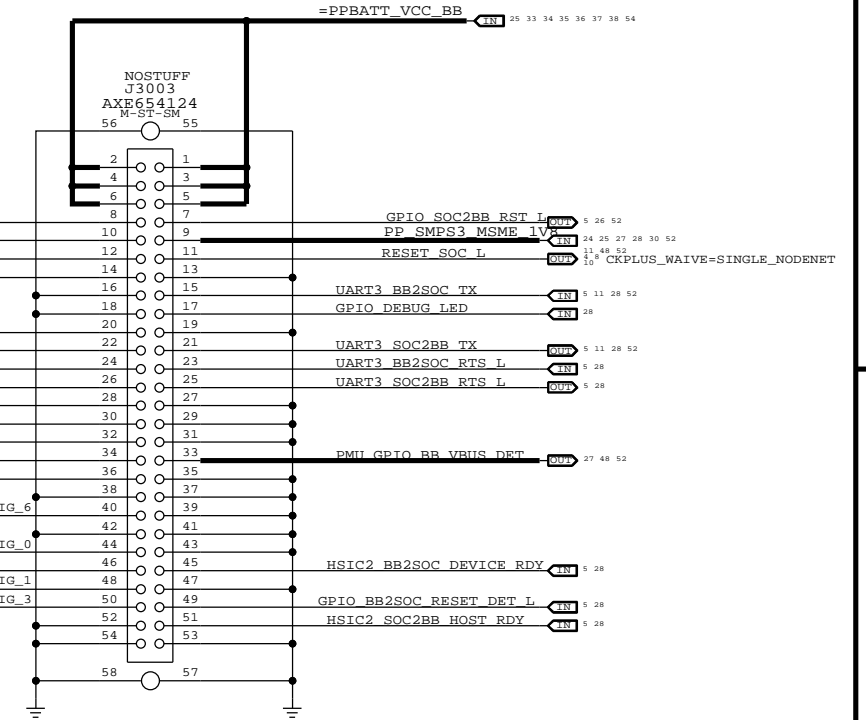 =PPBATT_VCC_BB IN 25 33 34 35 36 37 38 54
NOSTUFF
J3003
AXE654124
M-ST-SM
56 55
2 1
4 3
6 5
8 7 GPIO_SOC2BB_RST_L OUT 5 26 52
10 9 PP_SMPS3_MSME_1V8 IN 24 25 27 28 30 52
12 11 RESET_SOC_L OUT 4 8 10 11 48 52 CKPLUS_WAIVE=SINGLE_NODENET
14 13
16 15 UART3_BB2SOC_TX IN 5 11 28 52
18 17 GPIO_DEBUG_LED IN 28
20 19
22 21 UART3_SOC2BB_TX OUT 5 11 28 52
24 23 UART3_BB2SOC_RTS_L IN 5 28
26 25 UART3_SOC2BB_RTS_L OUT 5 28
28 27
30 29
32 31
34 33 PMU_GPIO_BB_VBUS_DET OUT 27 48 52
36 35
38 37
IG_6 40 39
42 41
IG_0 44 43
46 45 HSIC2_BB2SOC_DEVICE_RDY IN 5 28
IG_1 48 47
IG_3 50 49 GPIO_BB2SOC_RESET_DET_L IN 5 28
52 51 HSIC2_SOC2BB_HOST_RDY IN 5 28
54 53
58 57